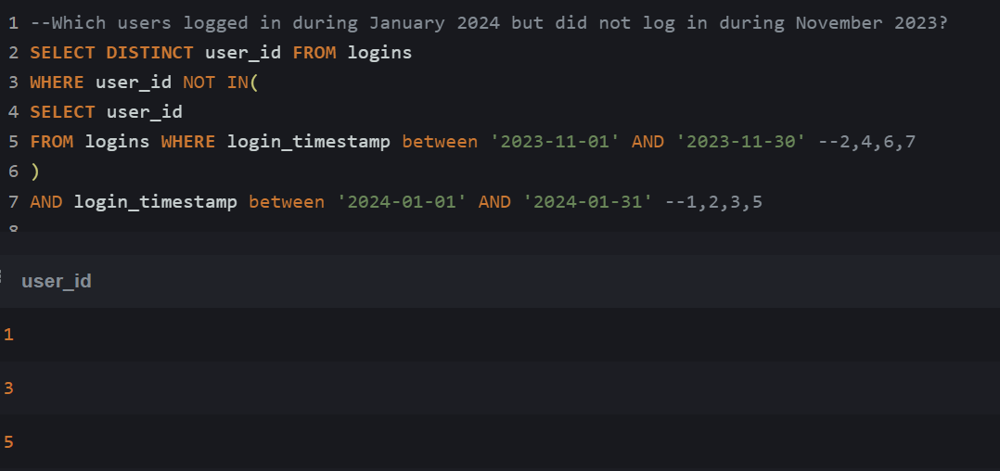 1 --Which users logged in during January 2024 but did not log in during November 2023?
2 SELECT DISTINCT user_id FROM logins
3 WHERE user_id NOT IN(
4 SELECT user_id
5 FROM logins WHERE login_timestamp between '2023-11-01' AND '2023-11-30' --2,4,6,7
6 )
7 AND login_timestamp between '2024-01-01' AND '2024-01-31' --1,2,3,5
user_id
1
3
5